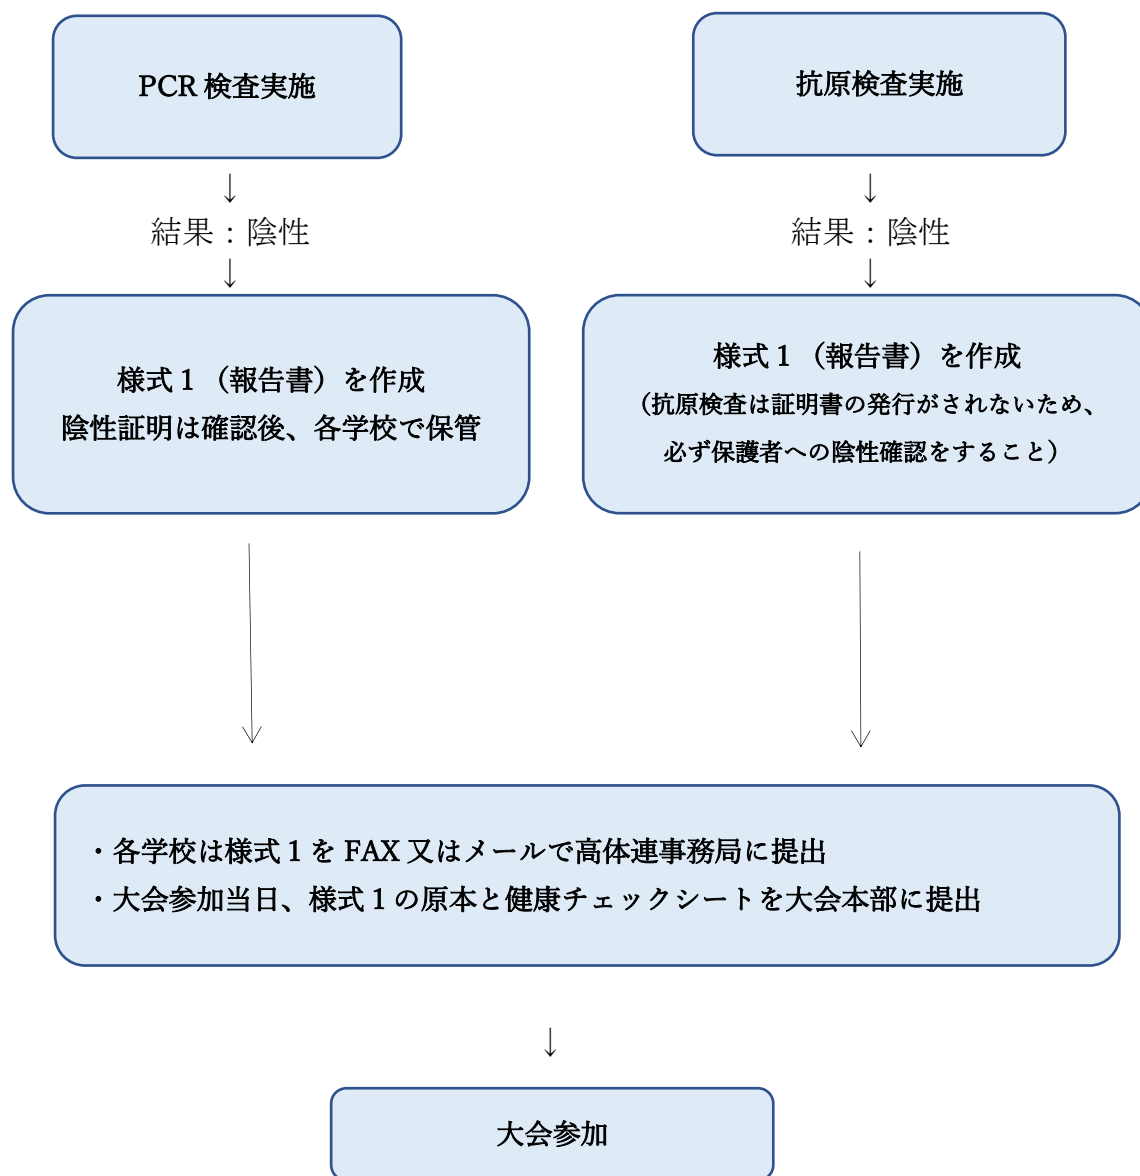 PCR 検査実施
↓
結果：陰性
↓
様式 1 （報告書）を作成
陰性証明は確認後、各学校で保管
抗原検査実施
↓
結果：陰性
↓
様式 1 （報告書）を作成
（抗原検査は証明書の発行がされないため、
必ず保護者への陰性確認をすること）
・各学校は様式 1 を FAX 又はメールで高体連事務局に提出
・大会参加当日、様式 1 の原本と健康チェックシートを大会本部に提出
↓
大会参加